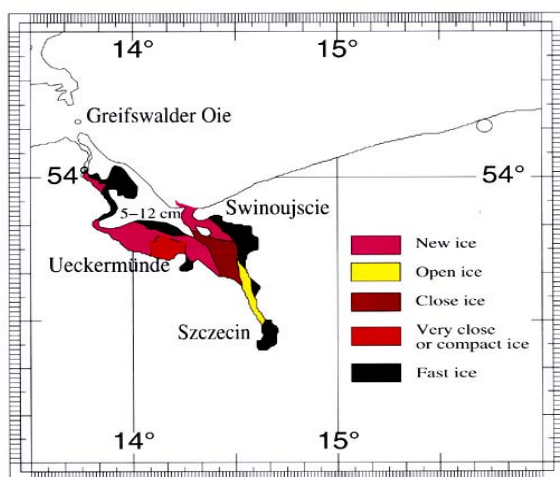 14° 15°
Greifswalder Oie
54° 54°
5–12 cm Swinoujscie
Ueckermünde
Szczecin
New ice
Open ice
Close ice
Very close
or compact ice
Fast ice
14° 15°